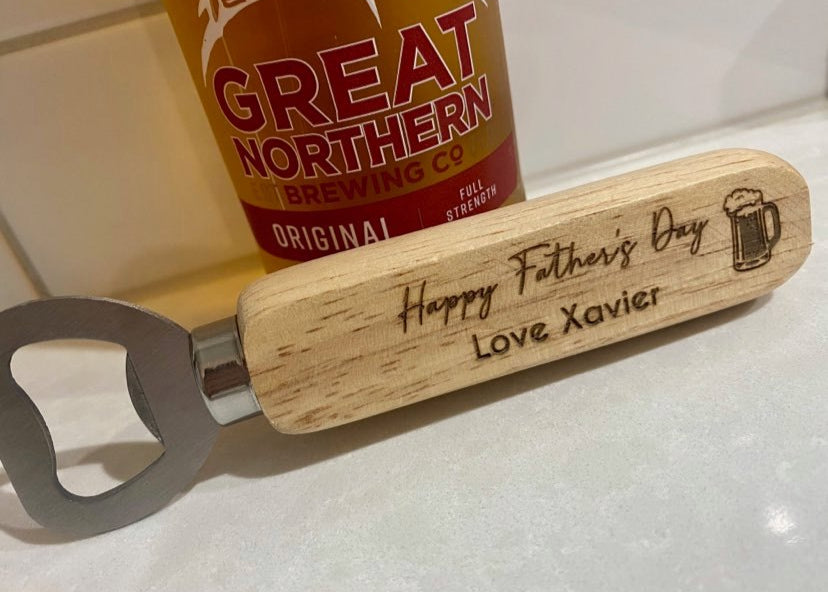 GREAT
NORTHERN
BREWING Cº
ORIGINAL
FULL
STRENGTH
Happy Father's Day
Love Xavier